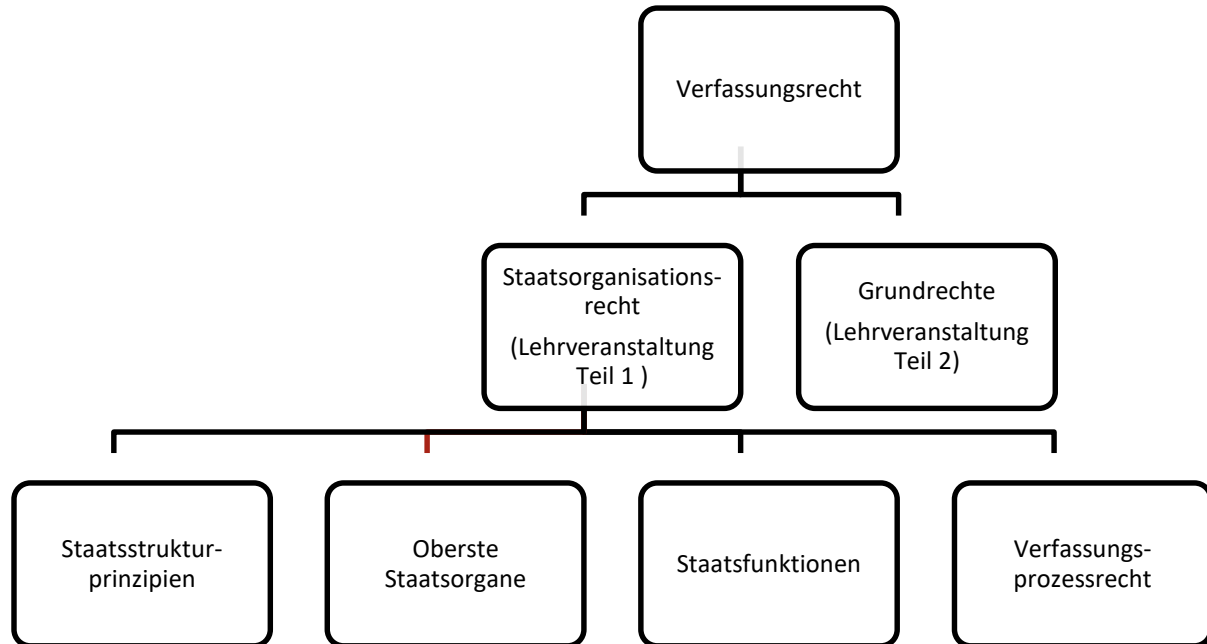 Verfassungsrecht
Staatsorganisations-
recht
(Lehrveranstaltung
Teil 1 )
Grundrechte
(Lehrveranstaltung
Teil 2)
Staatsstruktur-
prinzipien
Oberste
Staatsorgane
Staatsfunktionen
Verfassungs-
prozessrecht